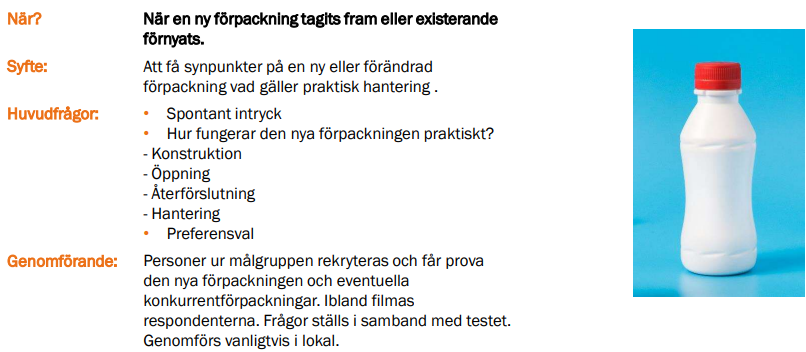 När? När en ny förpackning tagits fram eller existerande
förnyats.
Syfte: Att få synpunkter på en ny eller förändrad
förpackning vad gäller praktisk hantering .
Huvudfrågor: • Spontant intryck
• Hur fungerar den nya förpackningen praktiskt?
- Konstruktion
- Öppning
- Återförslutning
- Hantering
• Preferensval
Genomförande: Personer ur målgruppen rekryteras och får prova
den nya förpackningen och eventuella
konkurrentförpackningar. Ibland filmas
respondenterna. Frågor ställs i samband med testet.
Genomförs vanligtvis i lokal.